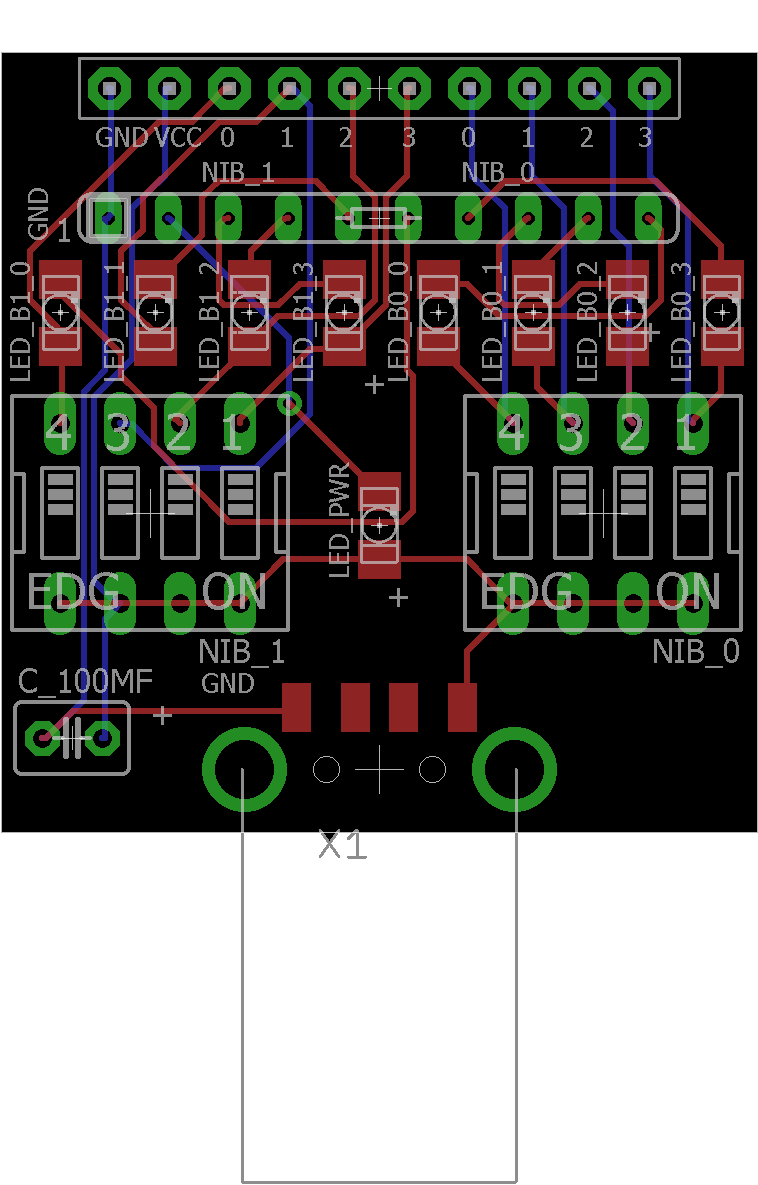 GND VCC 0 1 2 3 0 1 2 3
NIB_1 NIB_0
GND
1
LED_B1_0 LED_B1_1 LED_B1_2 LED_B1_3 LED_B0_0 LED_B0_1 LED_B0_2 LED_B0_3
4 3 2 1 4 3 2 1
LED_PWR
EDG ON EDG ON
NIB_1 NIB_0
C_100MF GND
X1